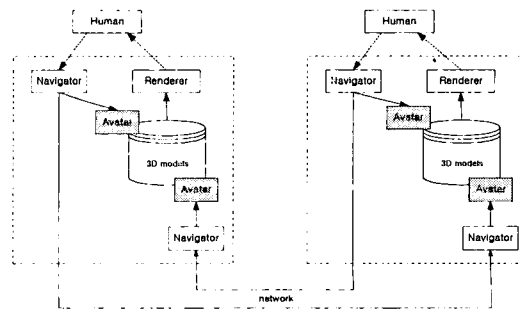 Human
Human
Navigator
Renderer
Navigator
Renderer
Avatar
Avatar
3D models
3D models
Avatar
Avatar
Navigator
Navigator
network